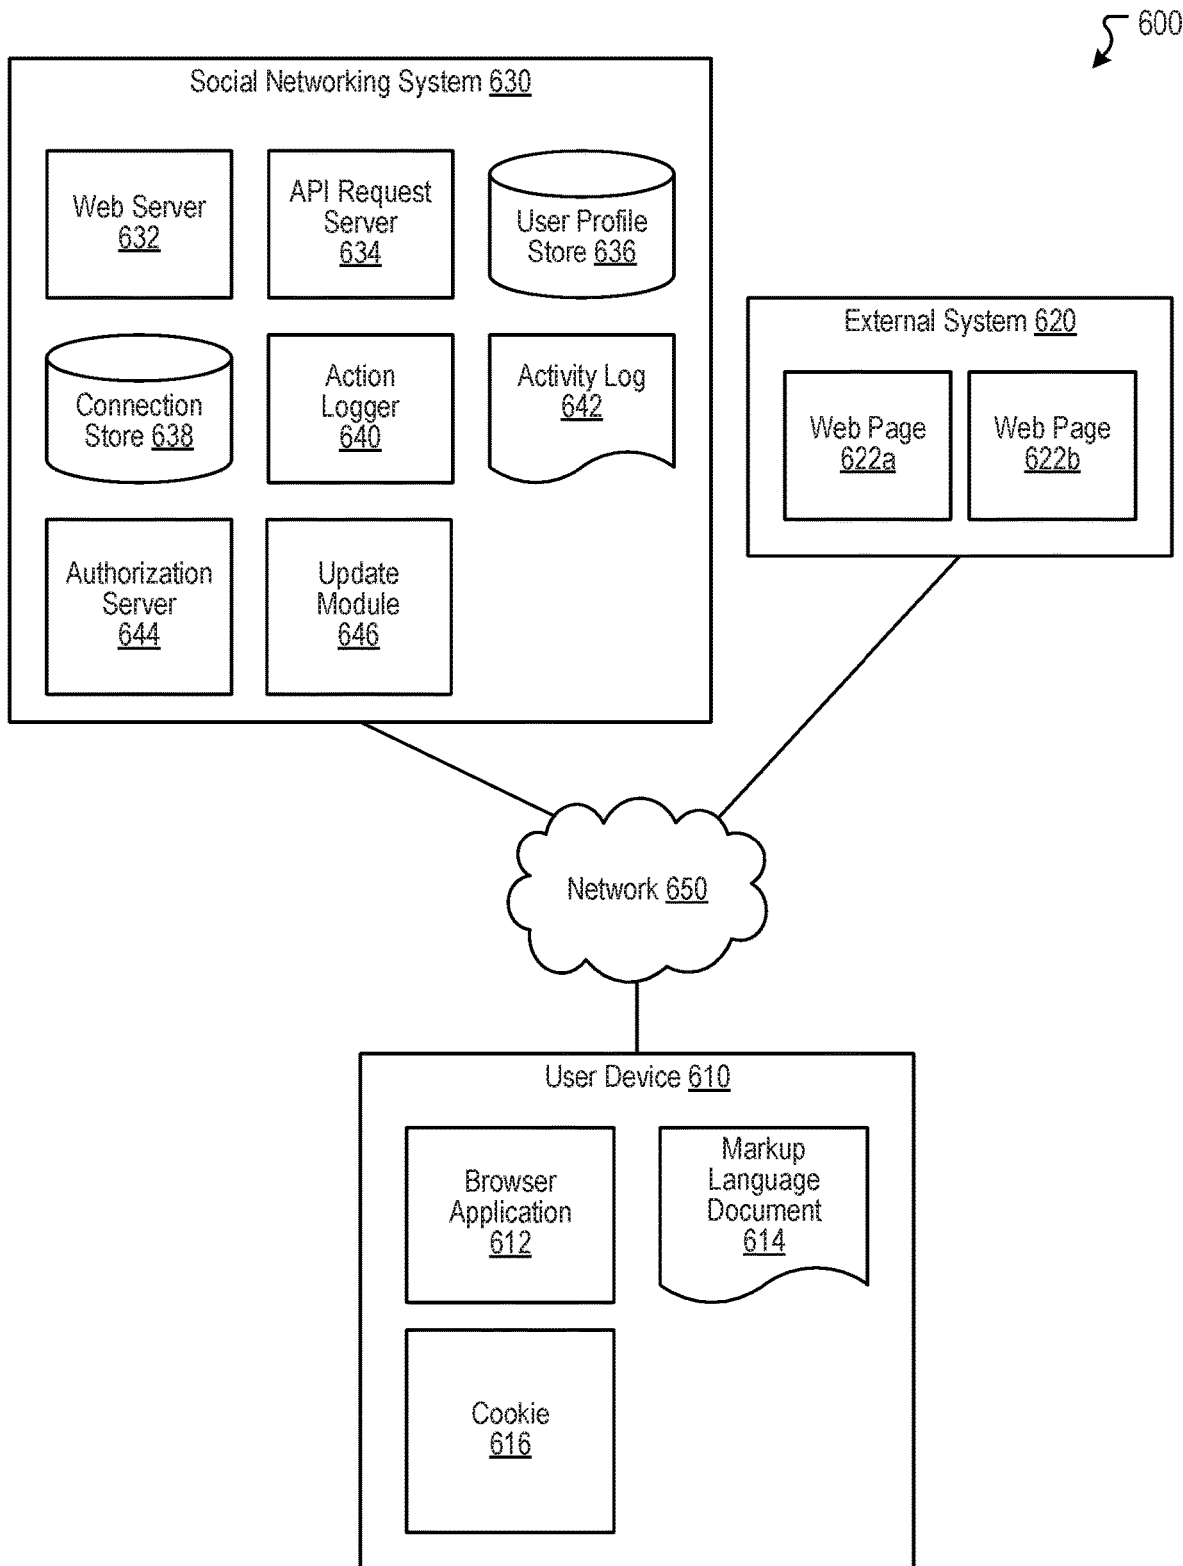 600
Social Networking System 630
Web Server
632
API Request
Server
634
User Profile
Store 636
Connection
Store 638
Action
Logger
640
Activity Log
642
Authorization
Server
644
Update
Module
646
External System 620
Web Page
622a
Web Page
622b
Network 650
User Device 610
Browser
Application
612
Markup
Language
Document
614
Cookie
616